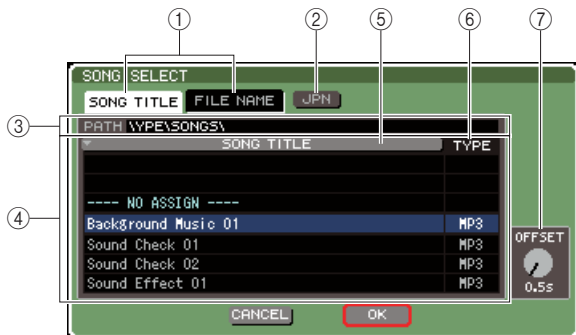 ① ② ⑤ ⑥ ⑦
SONG SELECT
SONG TITLE FILE NAME JPN
③ PATH \YPE\SONGS\
SONG TITLE TYPE
---- NO ASSIGN ----
④ Background Music 01 MP3
Sound Check 01 MP3
Sound Check 02 MP3
Sound Effect 01 MP3
OFFSET
0.5s
CANCEL OK